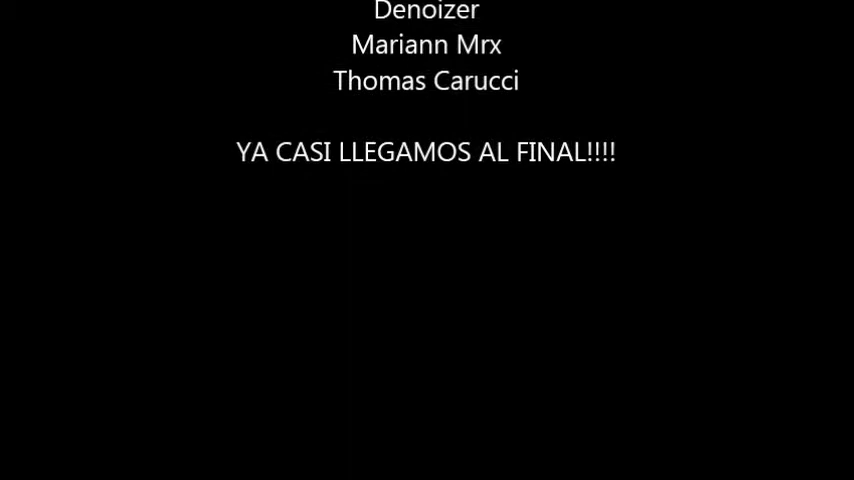 Denoizer
Mariann Mrx
Thomas Carucci
YA CASI LLEGAMOS AL FINAL!!!!